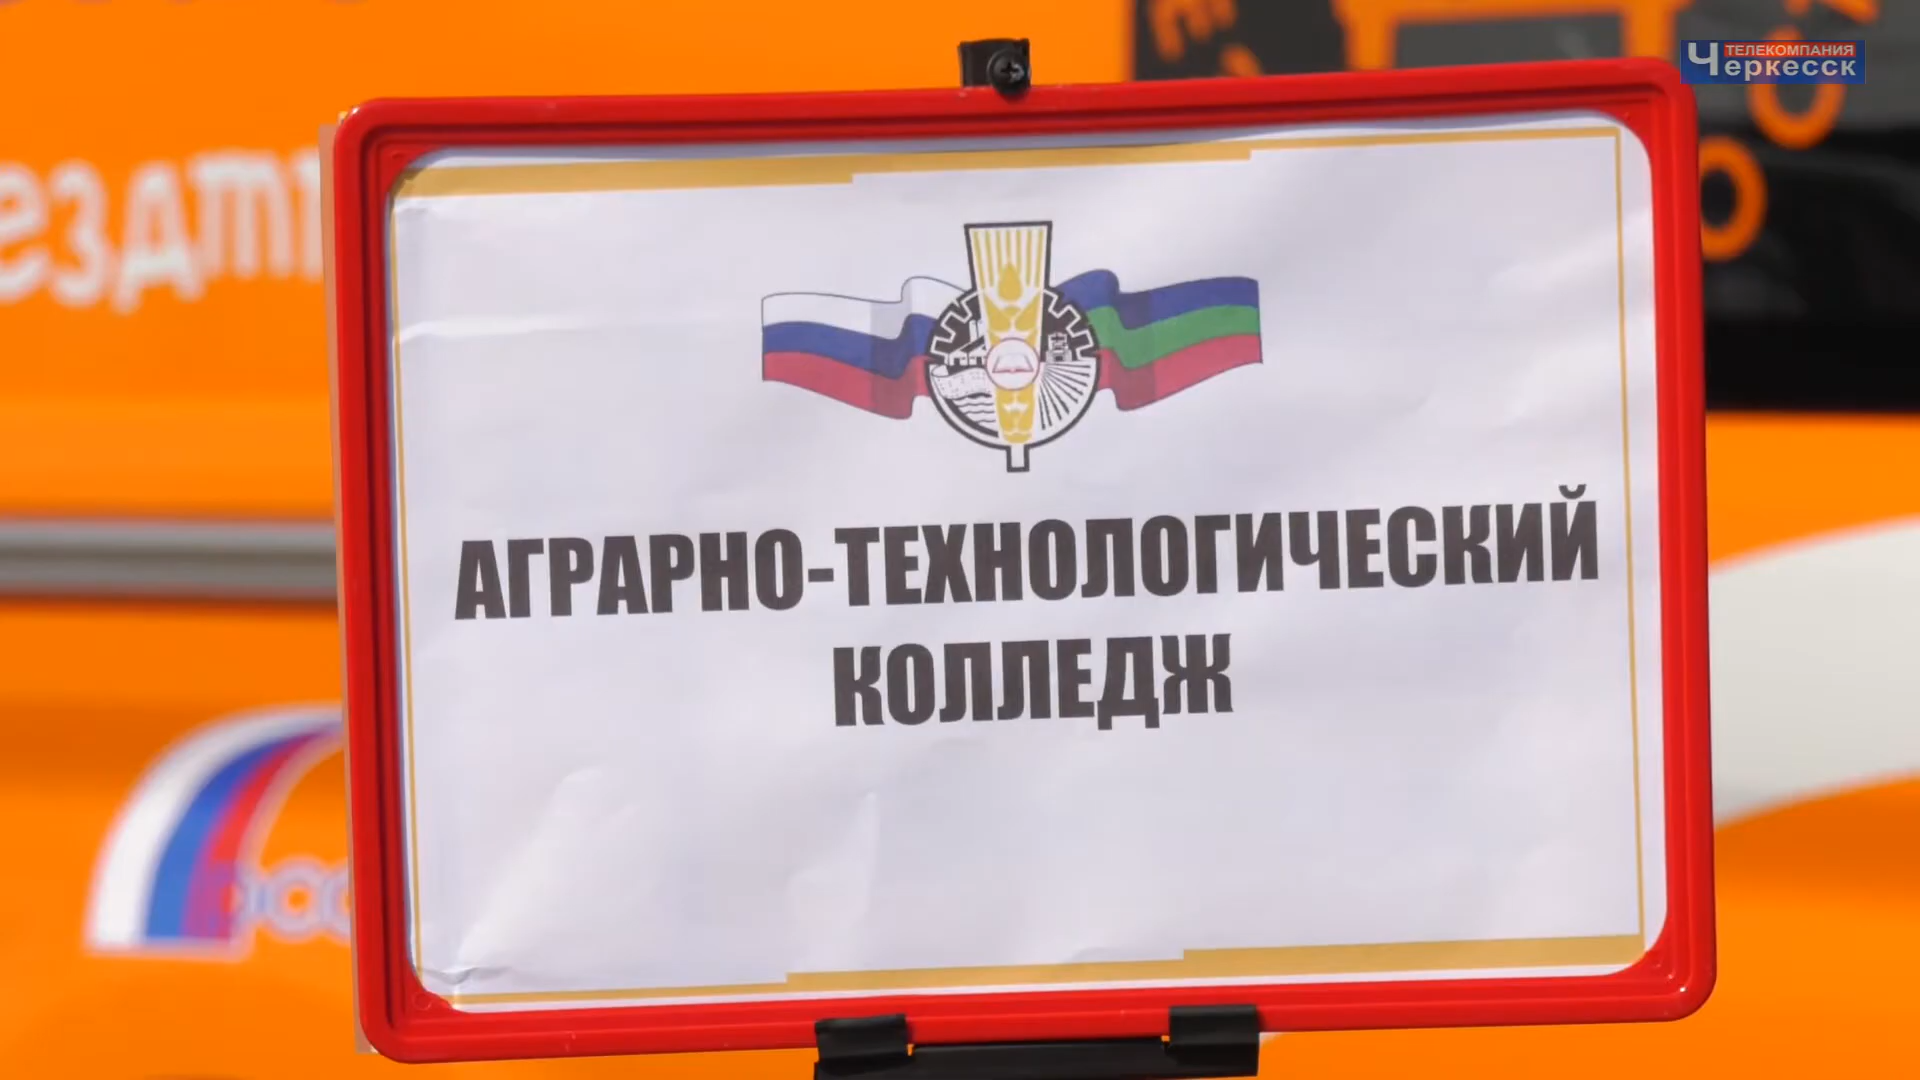 ТЕЛЕКОМПАНИЯ
Черкесск
АГРАРНО-ТЕХНОЛОГИЧЕСКИЙ
КОЛЛЕДЖ